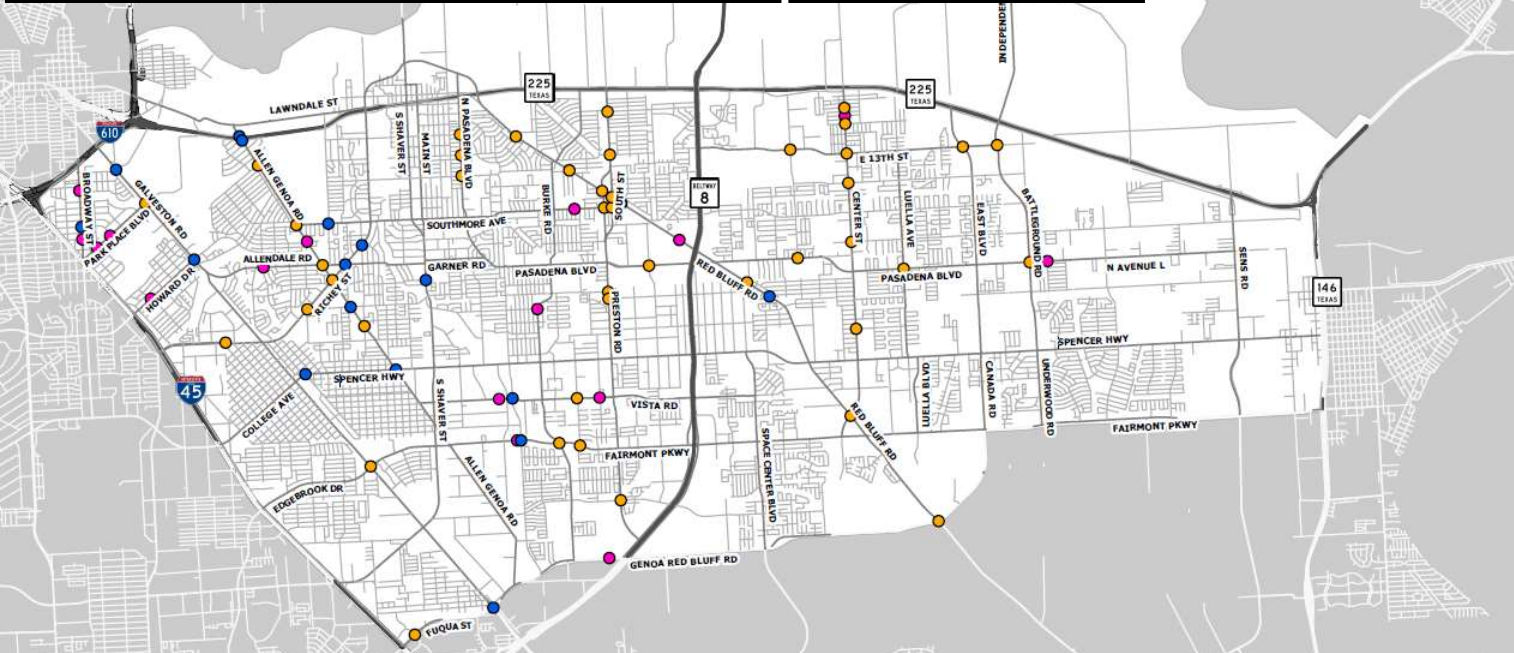 INDEPENDE
225
TEXAS
225
TEXAS
LAWNDALE ST
610
N PASADENA BLVD
S SHAVER ST
MAIN ST
ALLEN GENOA RD
E 13TH ST
BROADWAY ST
GALVESTON RD
BURKE RD
SOUTH ST
BELTWAY
8
CENTER ST
LUELLA AVE
EAST BLVD
BATTLEGROUND RD
PARK PLACE BLVD
SOUTHMORE AVE
ALLENDALE RD
GARNER RD
PASADENA BLVD
RED BLUFF RD
PASADENA BLVD
N AVENUE L
SENS RD
HOWARD DR
RICHEY ST
PRESTON RD
146
TEXAS
SPENCER HWY
SPENCER HWY
45
COLLEGE AVE
S SHAVER ST
VISTA RD
LUELLA BLVD
CANADA RD
UNDERWOOD RD
RED BLUFF RD
FAIRMONT PKWY
FAIRMONT PKWY
SPACE CENTER BLVD
EDGEBROOK DR
ALLEN GENOA RD
GENOA RED BLUFF RD
FUQUA ST